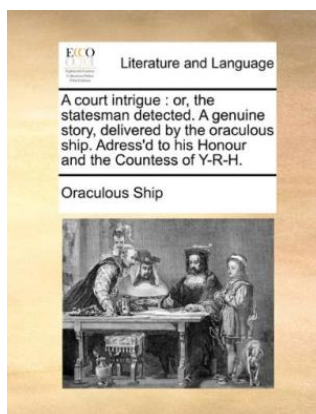 ECCO
Literature and Language
A court intrigue : or, the
statesman detected. A genuine
story, delivered by the oraculous
ship. Adress'd to his Honour
and the Countess of Y-R-H.
Oraculous Ship